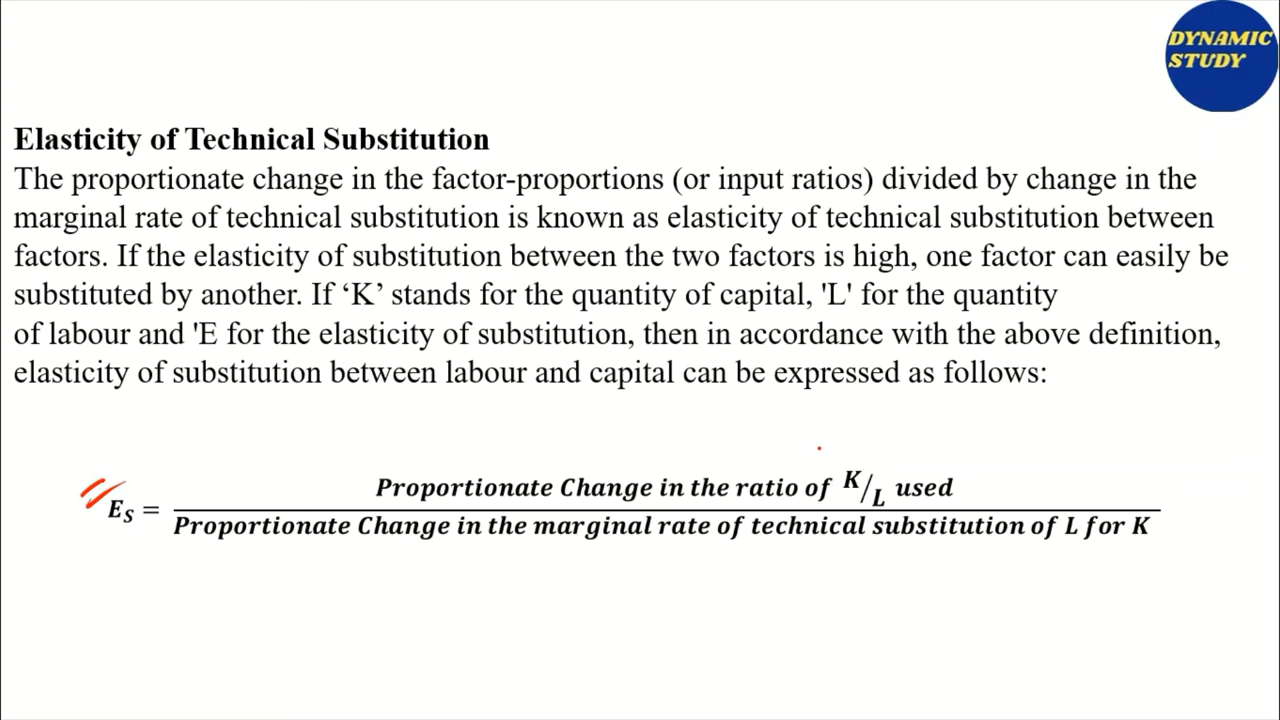 DYNAMIC
STUDY
Elasticity of Technical Substitution
The proportionate change in the factor-proportions (or input ratios) divided by change in the
marginal rate of technical substitution is known as elasticity of technical substitution between
factors. If the elasticity of substitution between the two factors is high, one factor can easily be
substituted by another. If ‘K’ stands for the quantity of capital, 'L' for the quantity
of labour and 'E for the elasticity of substitution, then in accordance with the above definition,
elasticity of substitution between labour and capital can be expressed as follows:
Proportionate Change in the ratio of K/L used
E_S =
Proportionate Change in the marginal rate of technical substitution of L for K